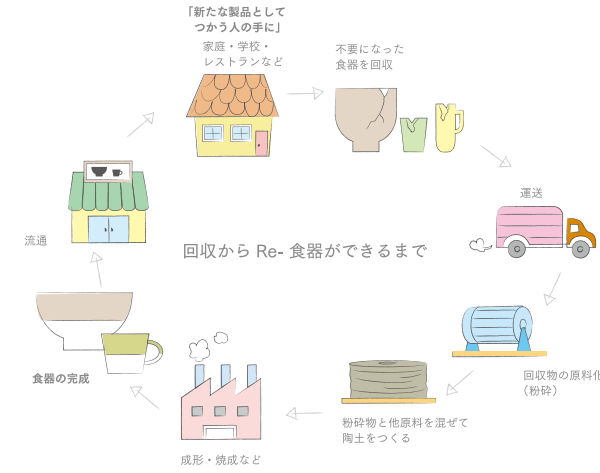 「新たな製品として
つかう人の手に」
家庭・学校・
レストランなど
不要になった
食器を回収
運送
回収物の原料化
（粉砕）
粉砕物と他原料を混ぜて
陶土をつくる
成形・焼成など
食器の完成
流通
回収から Re- 食器ができるまで